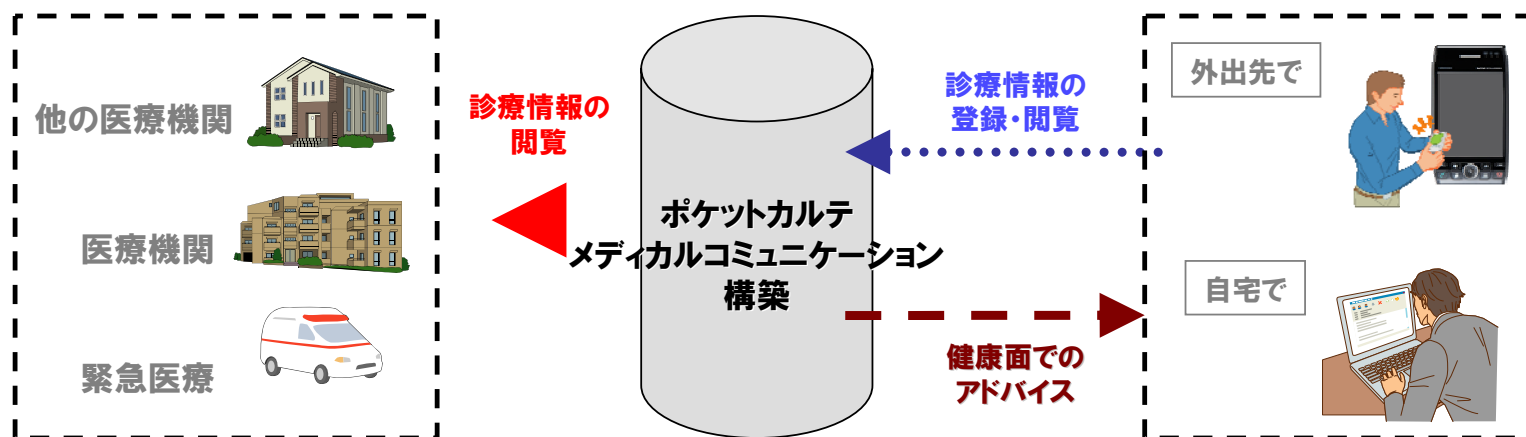 他の医療機関
医療機関
緊急医療
診療情報の
閲覧
ポケットカルテ
メディカルコミュニケーション
構築
診療情報の
登録・閲覧
健康面での
アドバイス
外出先で
自宅で